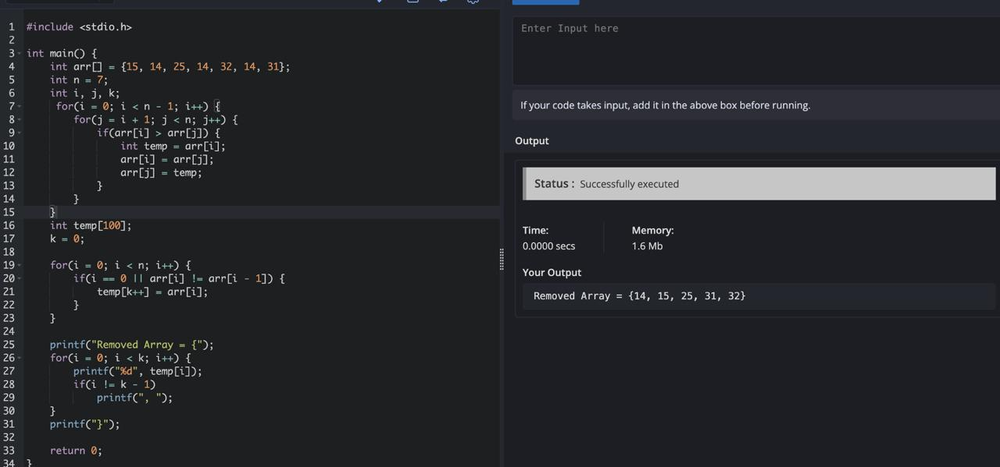 1 #include <stdio.h>
2
3 int main() {
4     int arr[] = {15, 14, 25, 14, 32, 14, 31};
5     int n = 7;
6     int i, j, k;
7      for(i = 0; i < n - 1; i++) {
8         for(j = i + 1; j < n; j++) {
9             if(arr[i] > arr[j]) {
10                 int temp = arr[i];
11                 arr[i] = arr[j];
12                 arr[j] = temp;
13             }
14         }
15     }
16     int temp[100];
17     k = 0;
18
19     for(i = 0; i < n; i++) {
20         if(i == 0 || arr[i] != arr[i - 1]) {
21             temp[k++] = arr[i];
22         }
23     }
24
25     printf("Removed Array = {");
26     for(i = 0; i < k; i++) {
27         printf("%d", temp[i]);
28         if(i != k - 1)
29             printf(", ");
30     }
31     printf("}");
32
33     return 0;
34 }
Enter Input here
If your code takes input, add it in the above box before running.
Output
Status : Successfully executed
Time: Memory:
0.0000 secs 1.6 Mb
Your Output
Removed Array = {14, 15, 25, 31, 32}